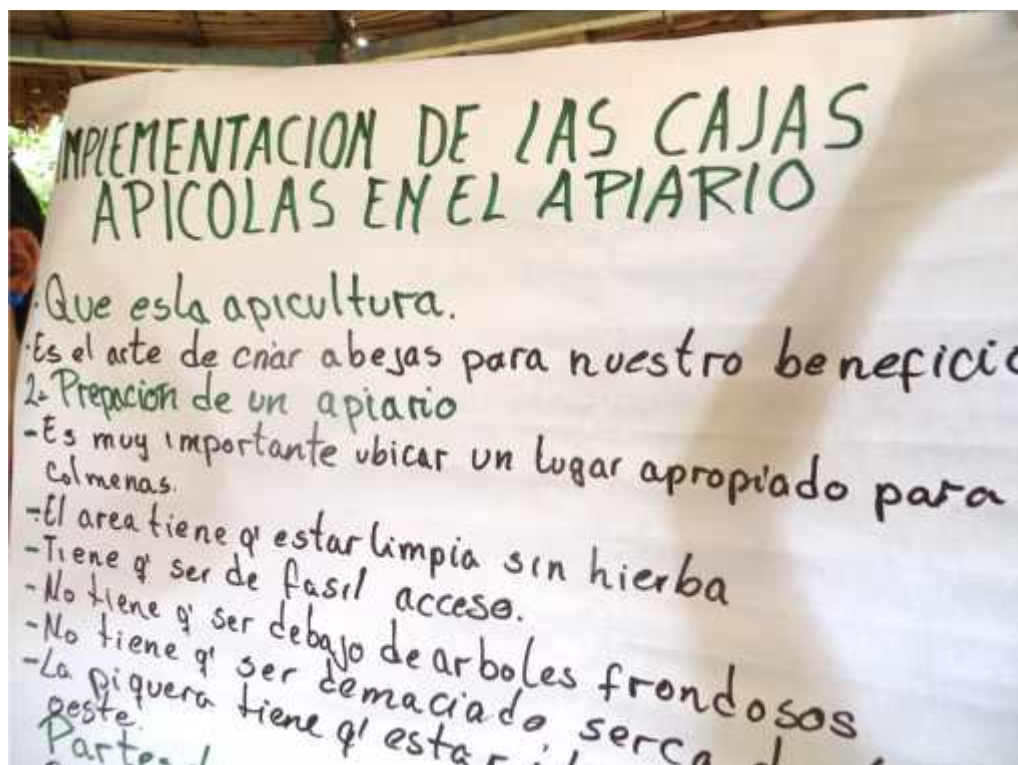 IMPLEMENTACION DE LAS CAJAS
APICOLAS EN EL APIARIO
Que es la apicultura.
Es el arte de criar abejas para nuestro beneficio
2- Prepacion de un apiario
- Es muy importante ubicar un lugar apropiado para
Colmenas.
- El area tiene q' estar limpia sin hierba
- Tiene q' ser de fasil acceso.
- No tiene q' ser debajo de arboles frondosos
- No tiene q' ser demaciado serca
- La piquera tiene q' estar
oeste.
Partes